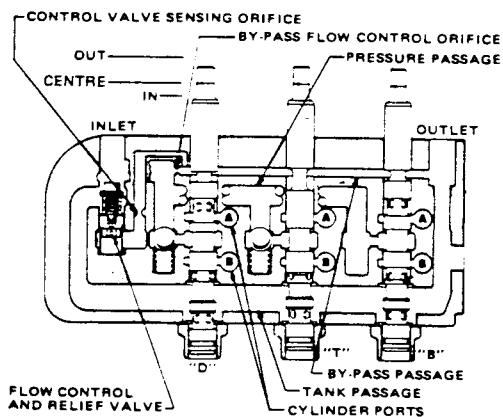 CONTROL VALVE SENSING ORIFICE
BY-PASS FLOW CONTROL ORIFICE
OUT
PRESSURE PASSAGE
CENTRE
IN
INLET
OUTLET
A
A
B
B
"D"
"T"
"B"
BY-PASS PASSAGE
FLOW CONTROL
AND RELIEF VALVE
TANK PASSAGE
CYLINDER PORTS